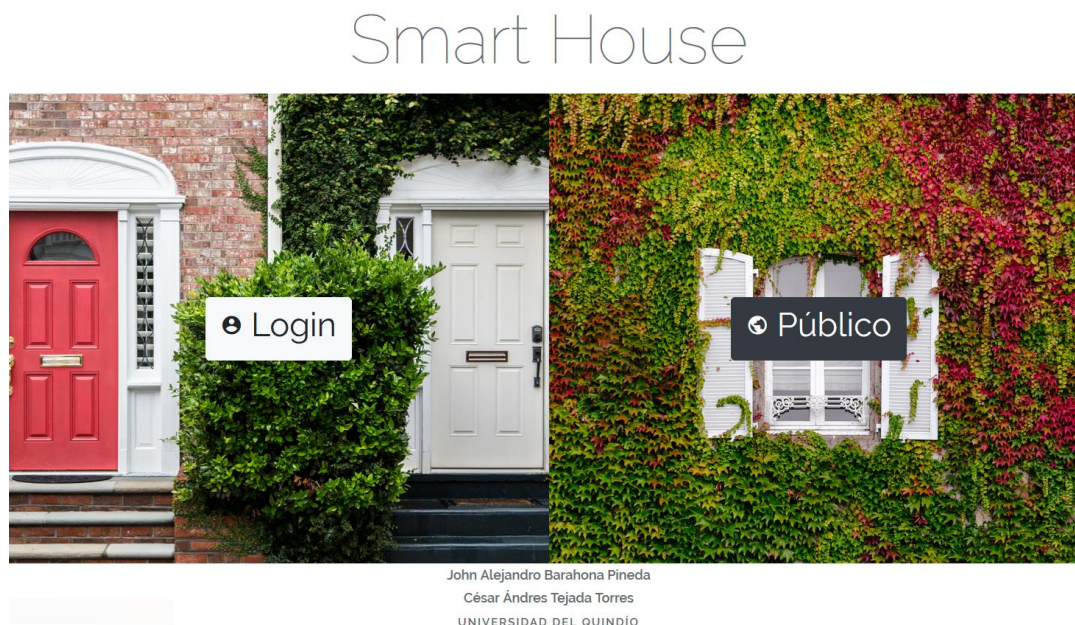 Smart House
Login
Público
John Alejandro Barahona Pineda
César Ándres Tejada Torres
UNIVERSIDAD DEL QUINDÍO